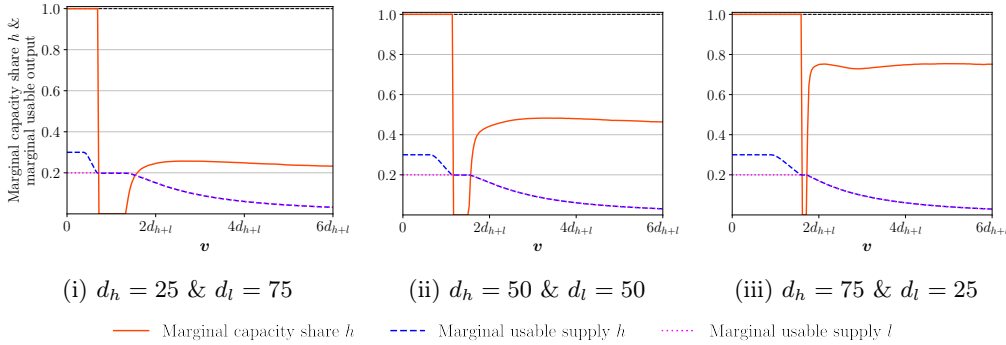 Marginal capacity share h &
marginal usable output
1.0
0.8
0.6
0.4
0.2
0
2d_{h+l}
4d_{h+l}
6d_{h+l}
v
(i) d_h = 25 & d_l = 75
1.0
0.8
0.6
0.4
0.2
0
2d_{h+l}
4d_{h+l}
6d_{h+l}
v
(ii) d_h = 50 & d_l = 50
1.0
0.8
0.6
0.4
0.2
0
2d_{h+l}
4d_{h+l}
6d_{h+l}
v
(iii) d_h = 75 & d_l = 25
Marginal capacity share h
Marginal usable supply h
Marginal usable supply l